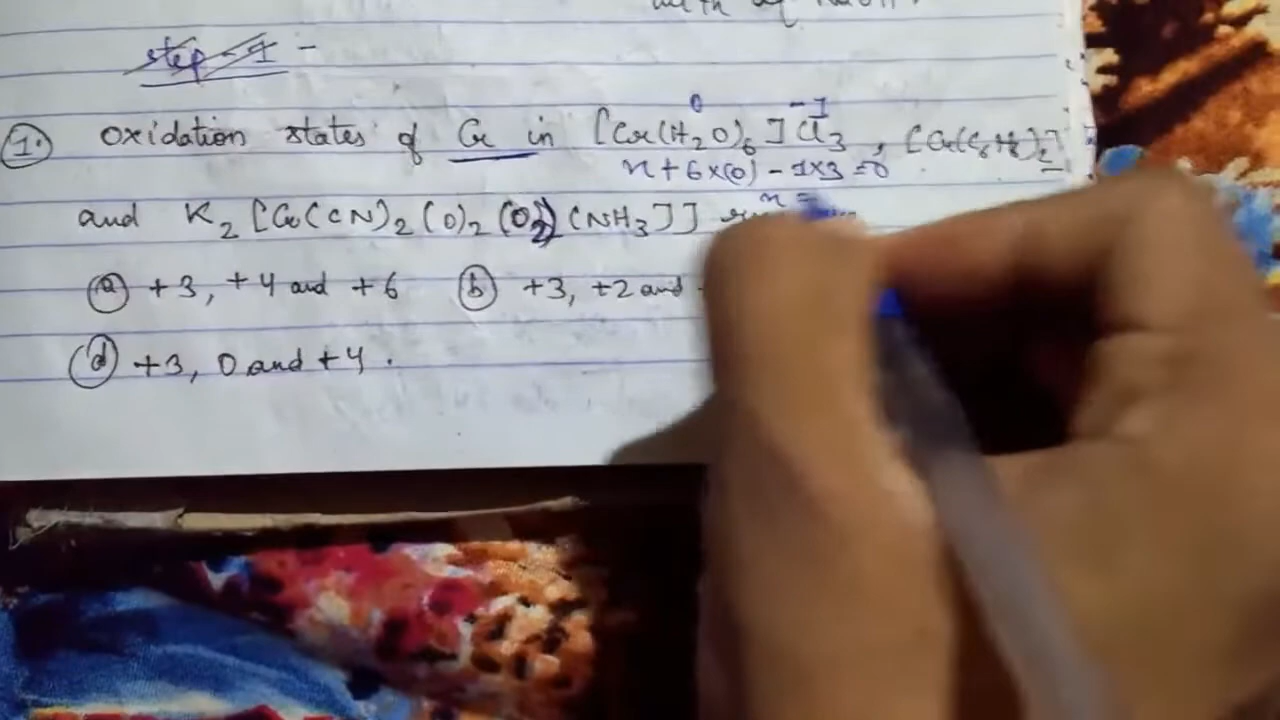 step-1 -
① Oxidation states of Cr in [Cr(H₂O)₆]Cl₃, [Cr(C₆H₆)₂]
0 -1
x+6×(0)-1×3=0
x =
and K₂[Cr(CN)₂(O)₂(O₂)(NH₃)]
ⓐ +3, +4 and +6 ⓑ +3, +2 and
ⓓ +3, 0 and +4.